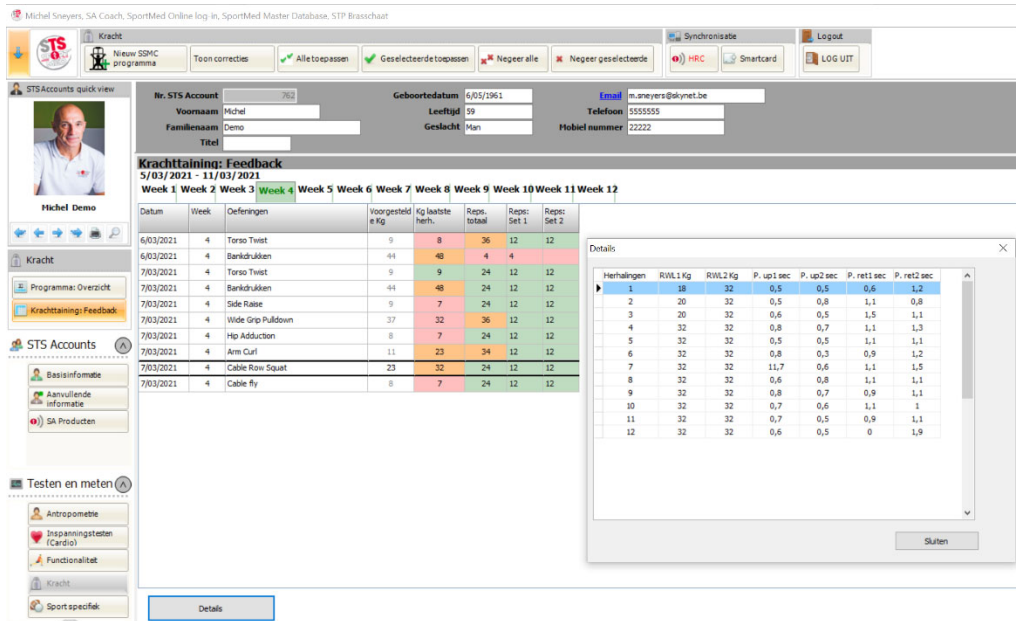 Michel Sneyers, SA Coach, SportMed Online log-in, SportMed Master Database, STP Brasschaat
Kracht
Synchronisatie
Logout
STS
Nieuw SSMC programma
Toon correcties
Alle toepassen
Geselecteerde toepassen
Negeer alle
Negeer geselecteerde
HRC
Smartcard
LOG UIT
STS Accounts quick view
Nr. STS Account 762 Geboortedatum 6/05/1961 Email m.sneyers@skynet.be
Voornaam Michel Leeftijd 59 Telefoon 5555555
Familienaam Demo Geslacht Man Mobiel nummer 22222
Titel
Michel Demo
Kracht
Programma: Overzicht
Krachttraining: Feedback
STS Accounts
Basisinformatie
Aanvullende informatie
SA Producten
Testen en meten
Antropometrie
Inspanningstesten (Cardio)
Functionaliteit
Kracht
Sport specifiek
Krachttraining: Feedback
5/03/2021 - 11/03/2021
Week 1 Week 2 Week 3 Week 4 Week 5 Week 6 Week 7 Week 8 Week 9 Week 10 Week 11 Week 12
Datum Week Oefeningen Voorgestelde Kg Kg laatste herh. Reps. totaal Reps: Set 1 Reps: Set 2
6/03/2021 4 Torso Twist 9 8 36 12 12
6/03/2021 4 Bankdrukken 44 48 4 4
7/03/2021 4 Torso Twist 9 9 24 12 12
7/03/2021 4 Bankdrukken 44 48 24 12 12
7/03/2021 4 Side Raise 9 7 24 12 12
7/03/2021 4 Wide Grip Pulldown 37 32 36 12 12
7/03/2021 4 Hip Adduction 8 7 24 12 12
7/03/2021 4 Arm Curl 11 23 34 12 12
7/03/2021 4 Cable Row Squat 23 32 24 12 12
7/03/2021 4 Cable fly 8 7 24 12 12
Details
Details
Herhalingen RWL1 Kg RWL2 Kg P. up1 sec P. up2 sec P. ret1 sec P. ret2 sec
1 18 32 0,5 0,5 0,6 1,2
2 20 32 0,5 0,8 1,1 0,8
3 20 32 0,6 0,5 1,5 1,1
4 32 32 0,8 0,7 1,1 1,3
5 32 32 0,5 0,5 1,1 1,1
6 32 32 0,8 0,3 0,9 1,2
7 32 32 11,7 0,6 1,1 1,5
8 32 32 0,6 0,8 1,1 1,1
9 32 32 0,8 0,7 0,9 1,1
10 32 32 0,7 0,6 1,1 1
11 32 32 0,7 0,5 0,9 1,1
12 32 32 0,6 0,5 0 1,9
Sluiten